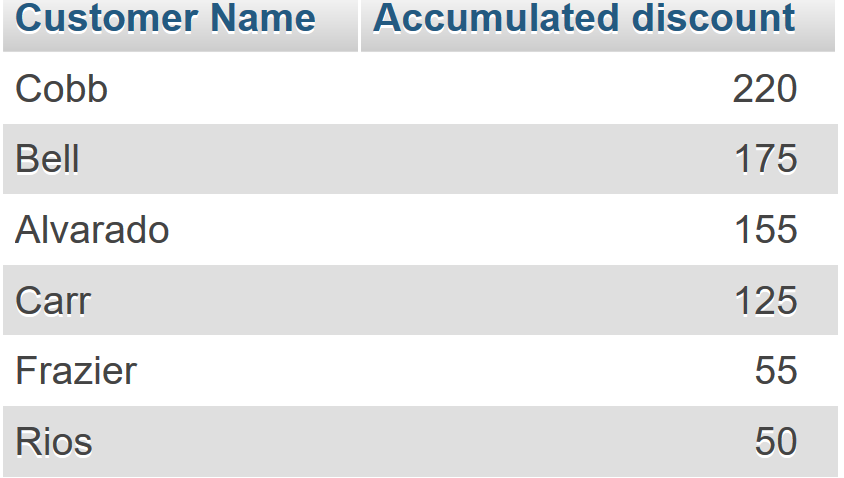 Customer Name Accumulated discount
Cobb 220
Bell 175
Alvarado 155
Carr 125
Frazier 55
Rios 50